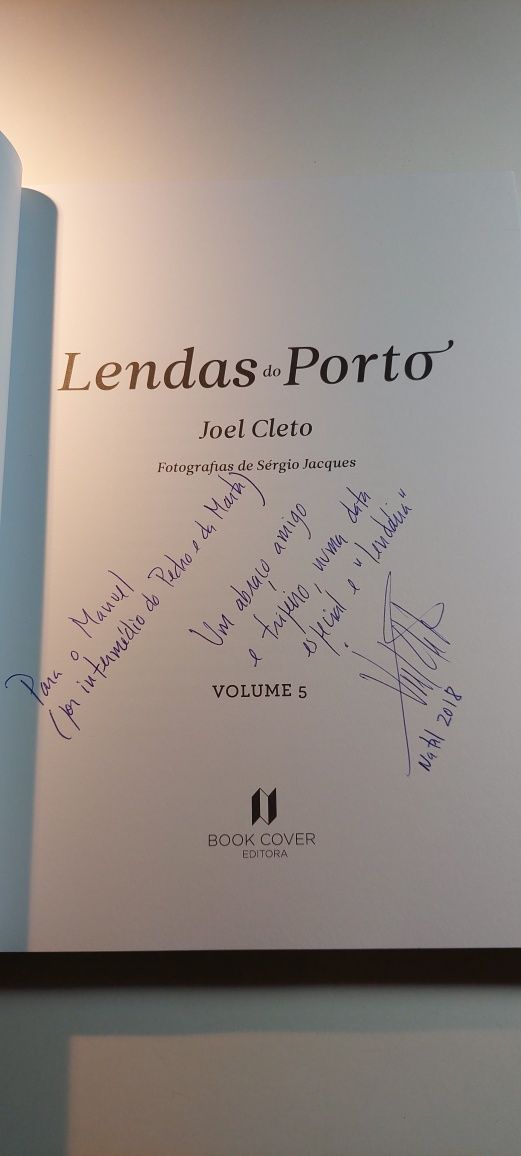 Lendas do Porto
Joel Cleto
Fotografias de Sérgio Jacques
Para o Manuel
(por intermédio do Pedro e da Marta)
Um abraço amigo
e tripeiro, numa data
especial e "lendária"
Natal 2018
VOLUME 5
BOOK COVER
EDITORA